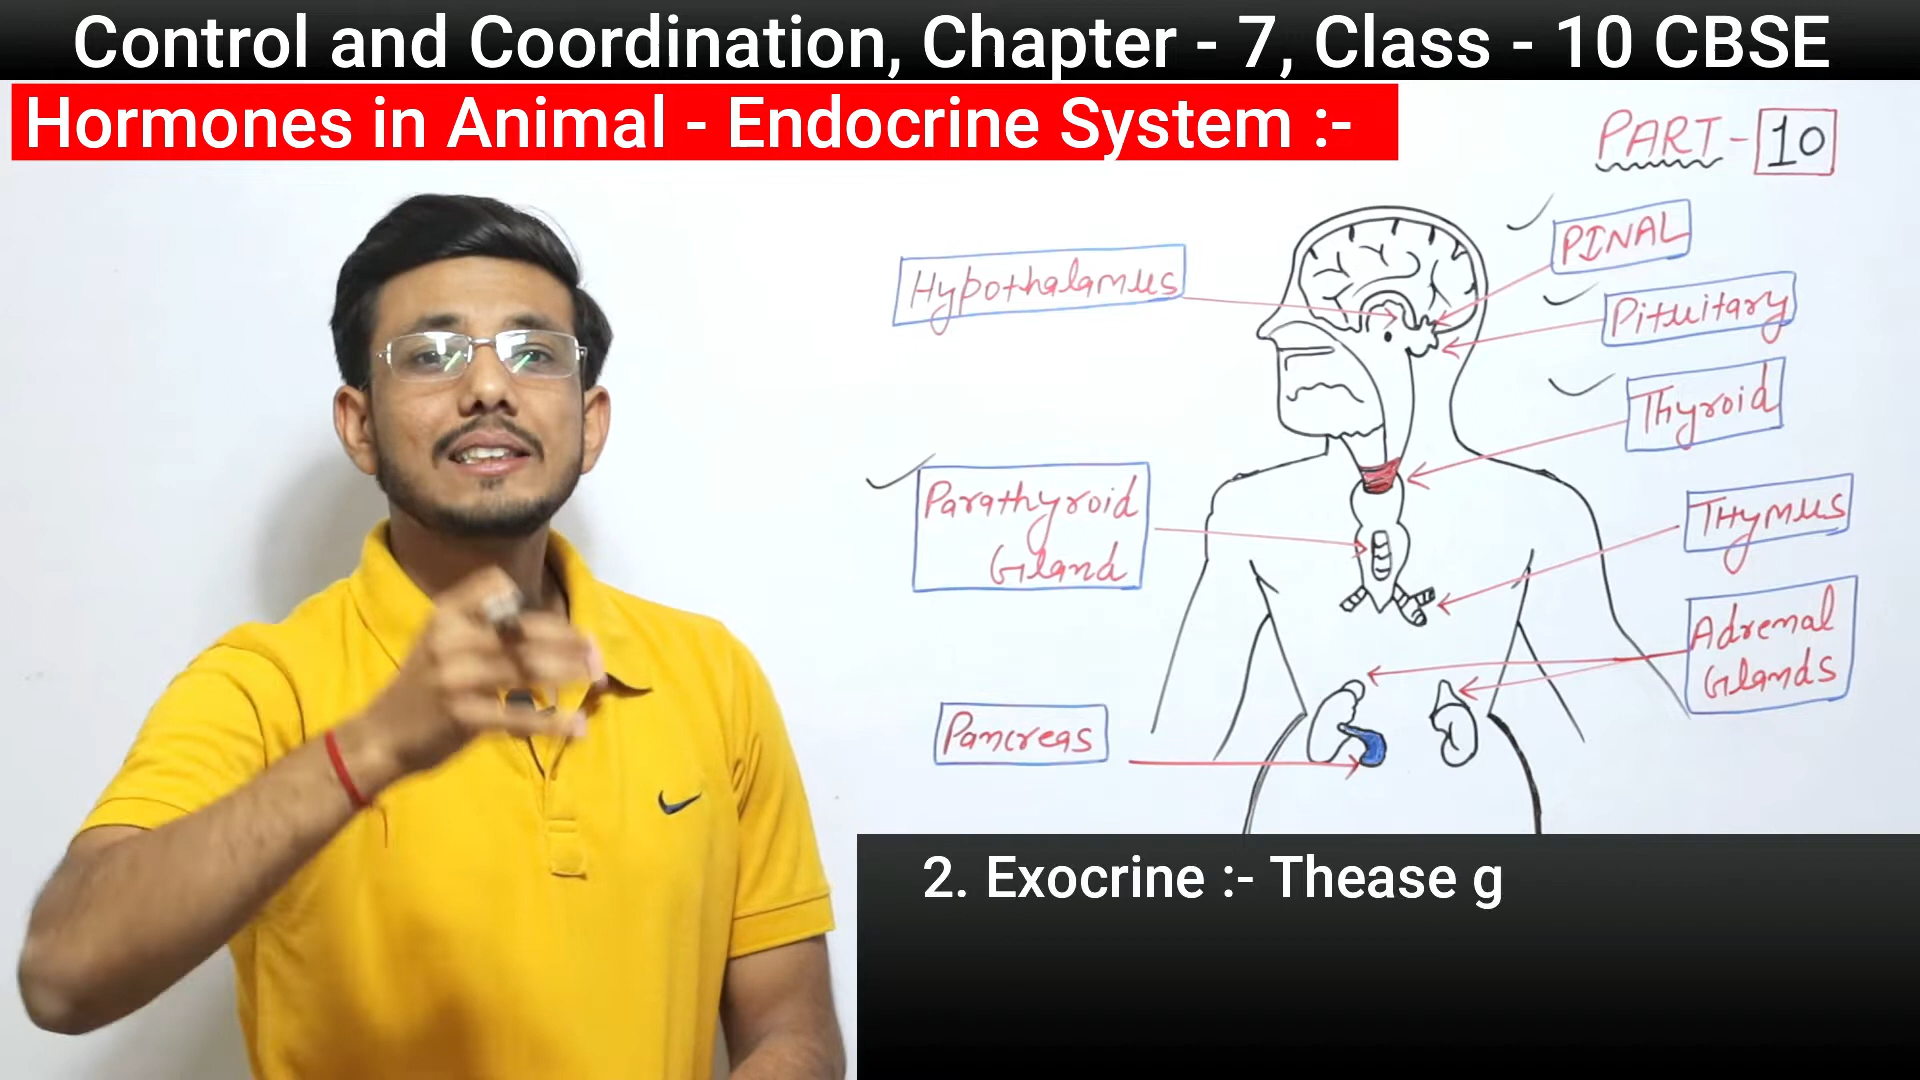 Control and Coordination, Chapter - 7, Class - 10 CBSE
Hormones in Animal - Endocrine System :-
PART - 10
PINAL
Hypothalamus
Pituitary
Thyroid
Parathyroid
Gland
THYMUS
Adrenal
Glands
Pancreas
2. Exocrine :- Thease g